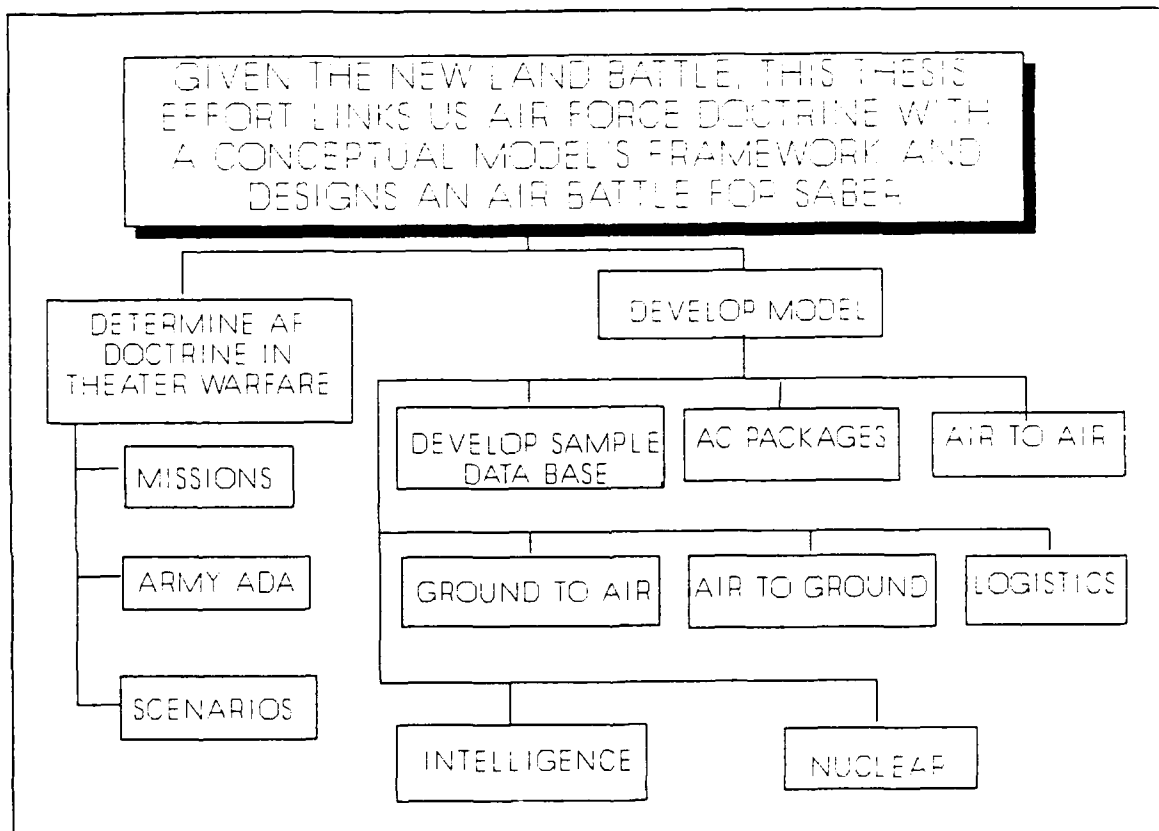 GIVEN THE NEW LAND BATTLE, THIS THESIS
EFFORT LINKS US AIR FORCE DOCTRINE WITH
A CONCEPTUAL MODEL'S FRAMEWORK AND
DESIGNS AN AIR BATTLE FOR SABER
DETERMINE AF
DOCTRINE IN
THEATER WARFARE
MISSIONS
ARMY ADA
SCENARIOS
DEVELOP MODEL
DEVELOP SAMPLE
DATA BASE
AC PACKAGES
AIR TO AIR
GROUND TO AIR
AIR TO GROUND
LOGISTICS
INTELLIGENCE
NUCLEAR